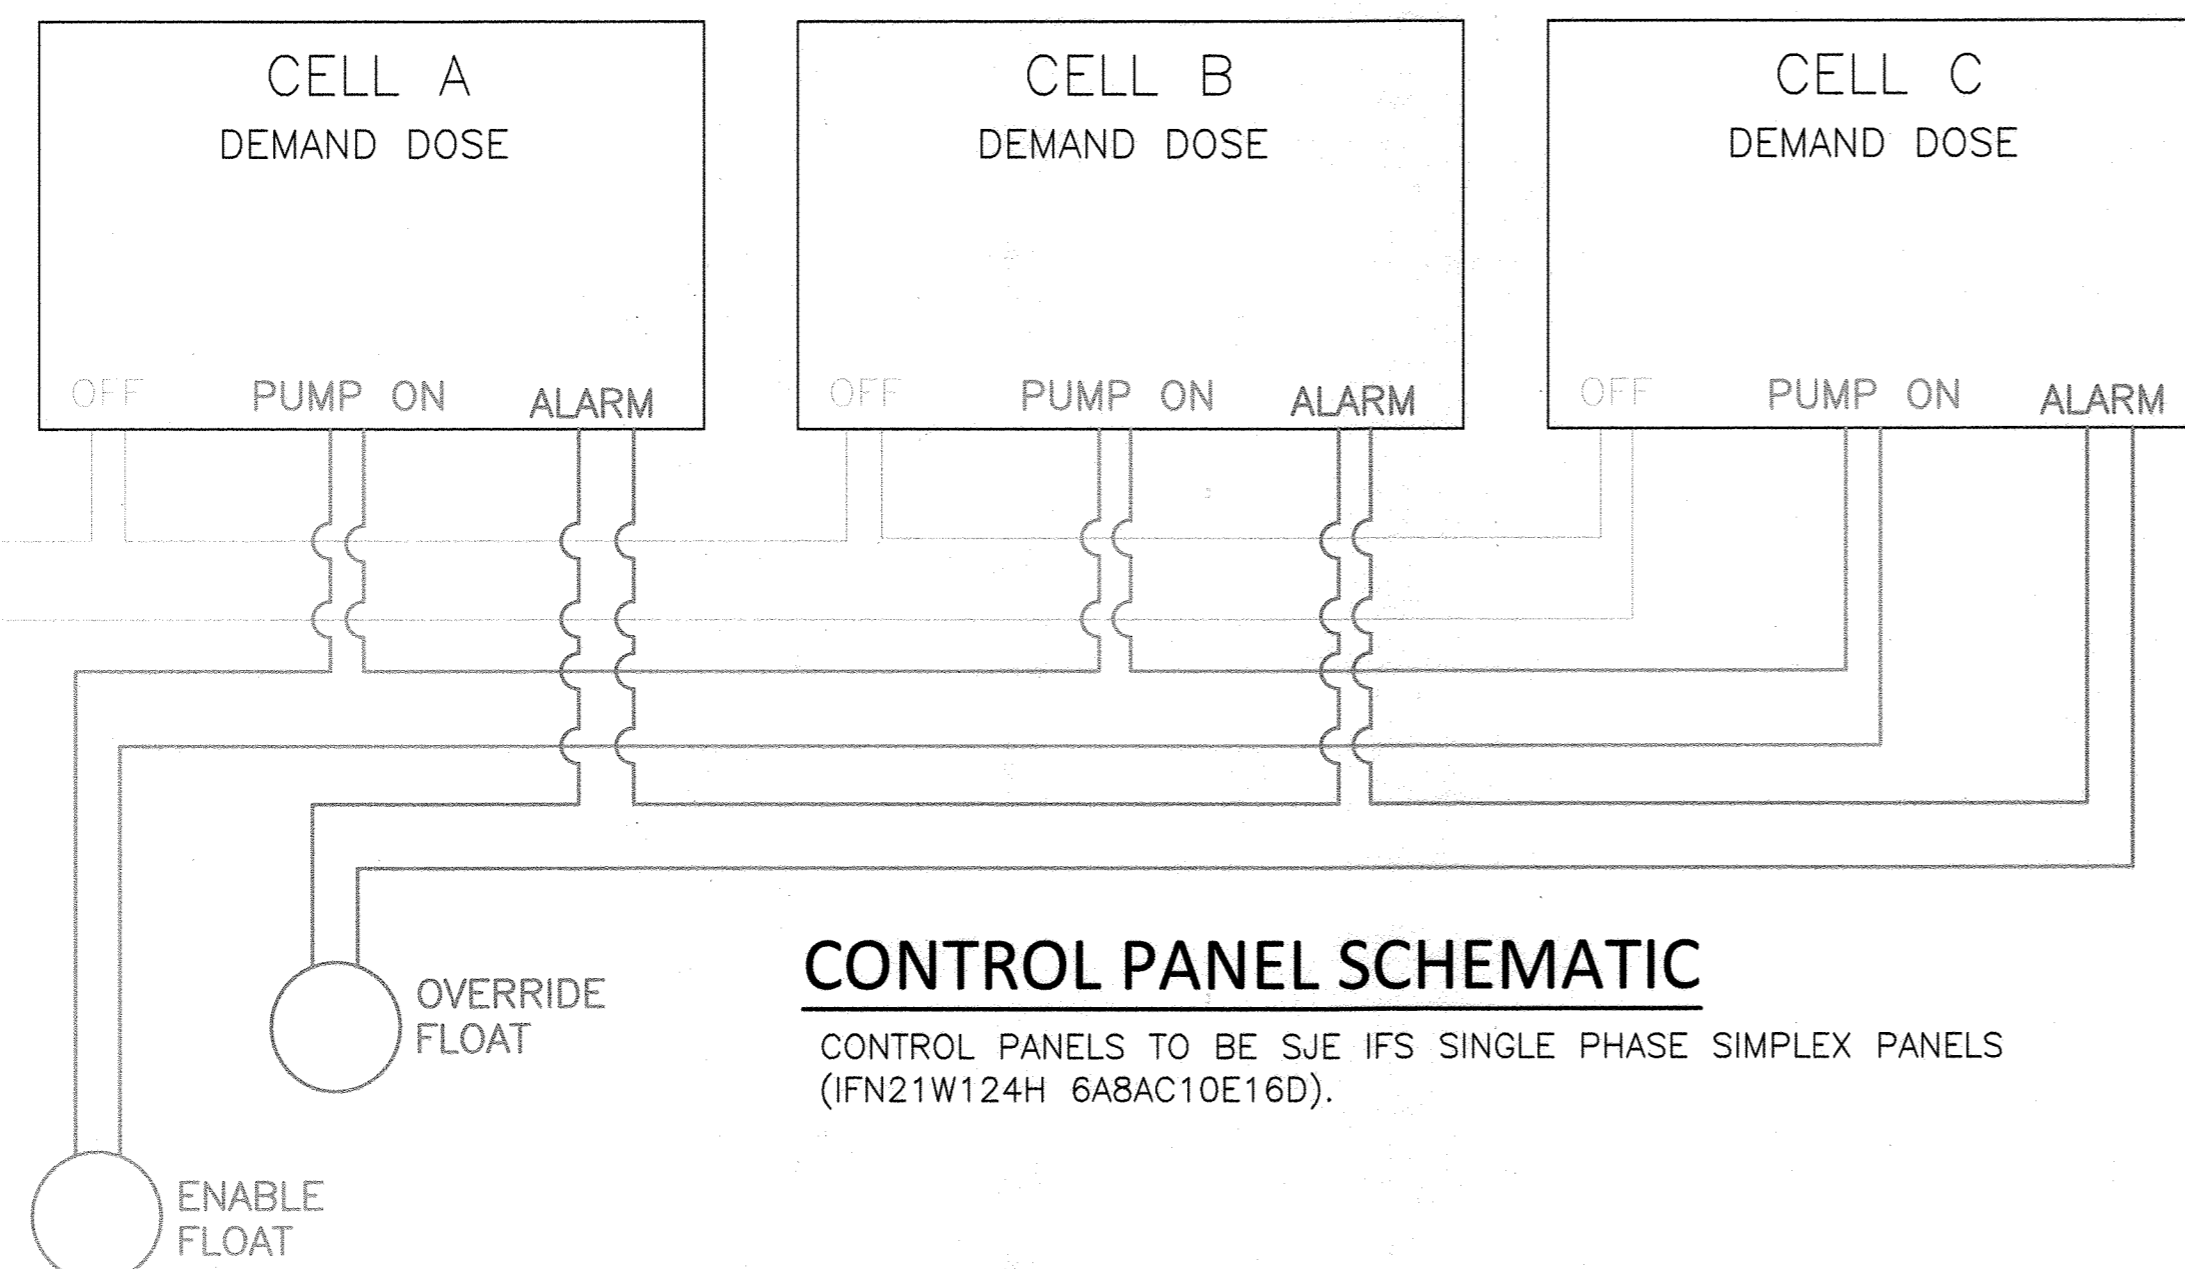 CELL A
DEMAND DOSE
OFF PUMP ON ALARM
CELL B
DEMAND DOSE
OFF PUMP ON ALARM
CELL C
DEMAND DOSE
OFF PUMP ON ALARM
OVERRIDE
FLOAT
CONTROL PANEL SCHEMATIC
CONTROL PANELS TO BE SJE IFS SINGLE PHASE SIMPLEX PANELS
(IFN21W124H 6A8AC10E16D).
ENABLE
FLOAT